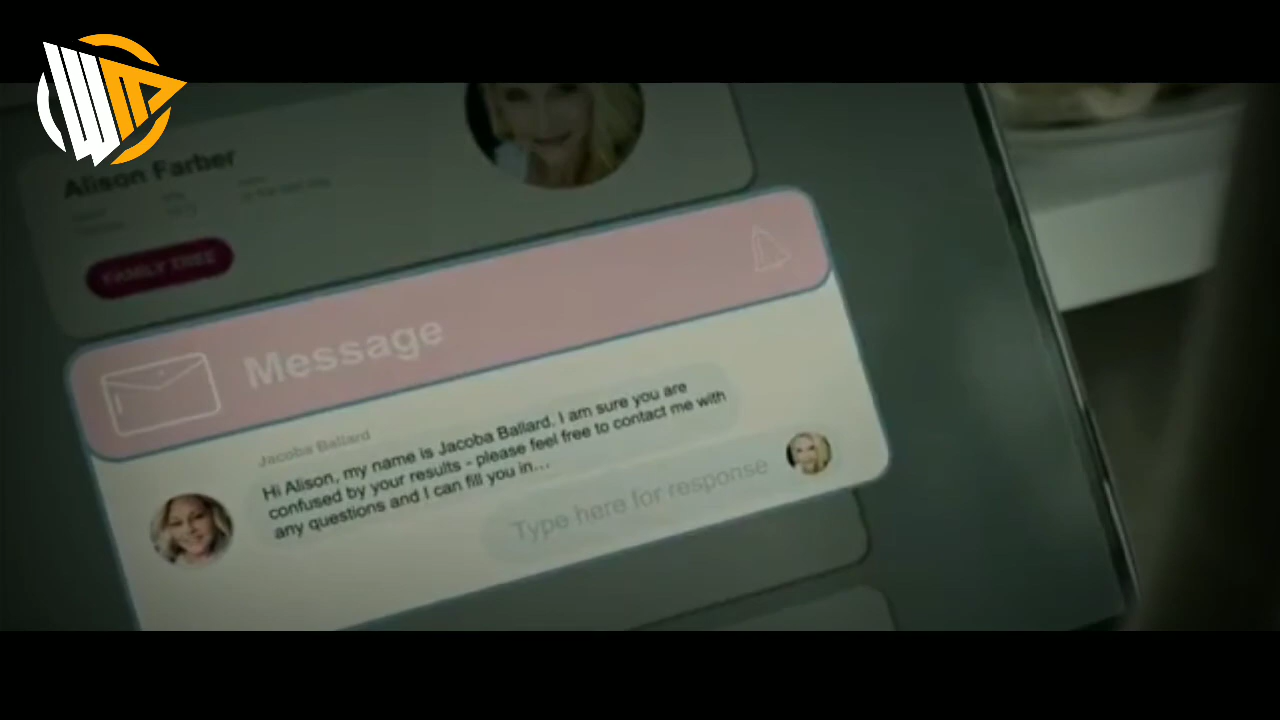 Alison Farber
FAMILY TREE
Message
Jacoba Ballard
Hi Alison, my name is Jacoba Ballard. I am sure you are
confused by your results - please feel free to contact me with
any questions and I can fill you in...
Type here for response